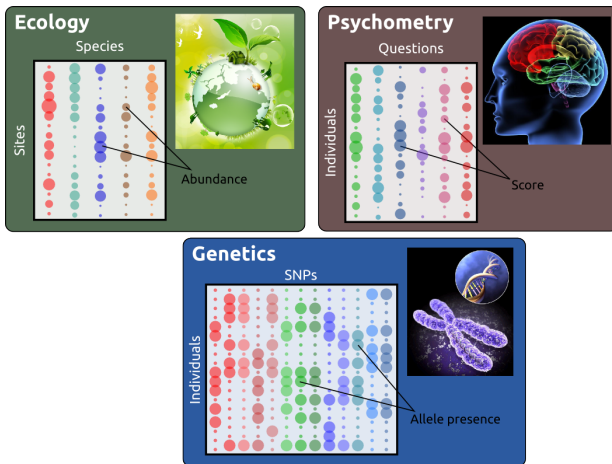 Ecology
Species
Sites
Abundance
Psychometry
Questions
Individuals
Score
Genetics
SNPs
Individuals
Allele presence